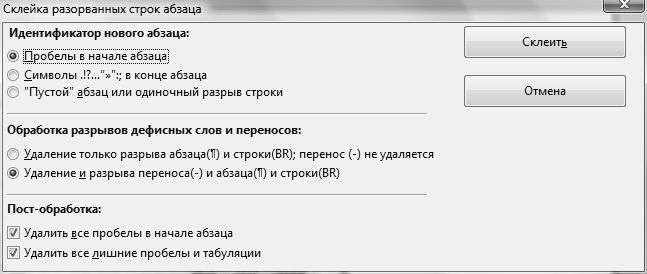 Склейка разорванных строк абзаца
Идентификатор нового абзаца:
Пробелы в начале абзаца
Символы .!?…"»":; в конце абзаца
"Пустой" абзац или одиночный разрыв строки
Склеить
Отмена
Обработка разрывов дефисных слов и переносов:
Удаление только разрыва абзаца(¶) и строки(BR); перенос (-) не удаляется
Удаление и разрыва переноса(-) и абзаца(¶) и строки(BR)
Пост-обработка:
Удалить все пробелы в начале абзаца
Удалить все лишние пробелы и табуляции